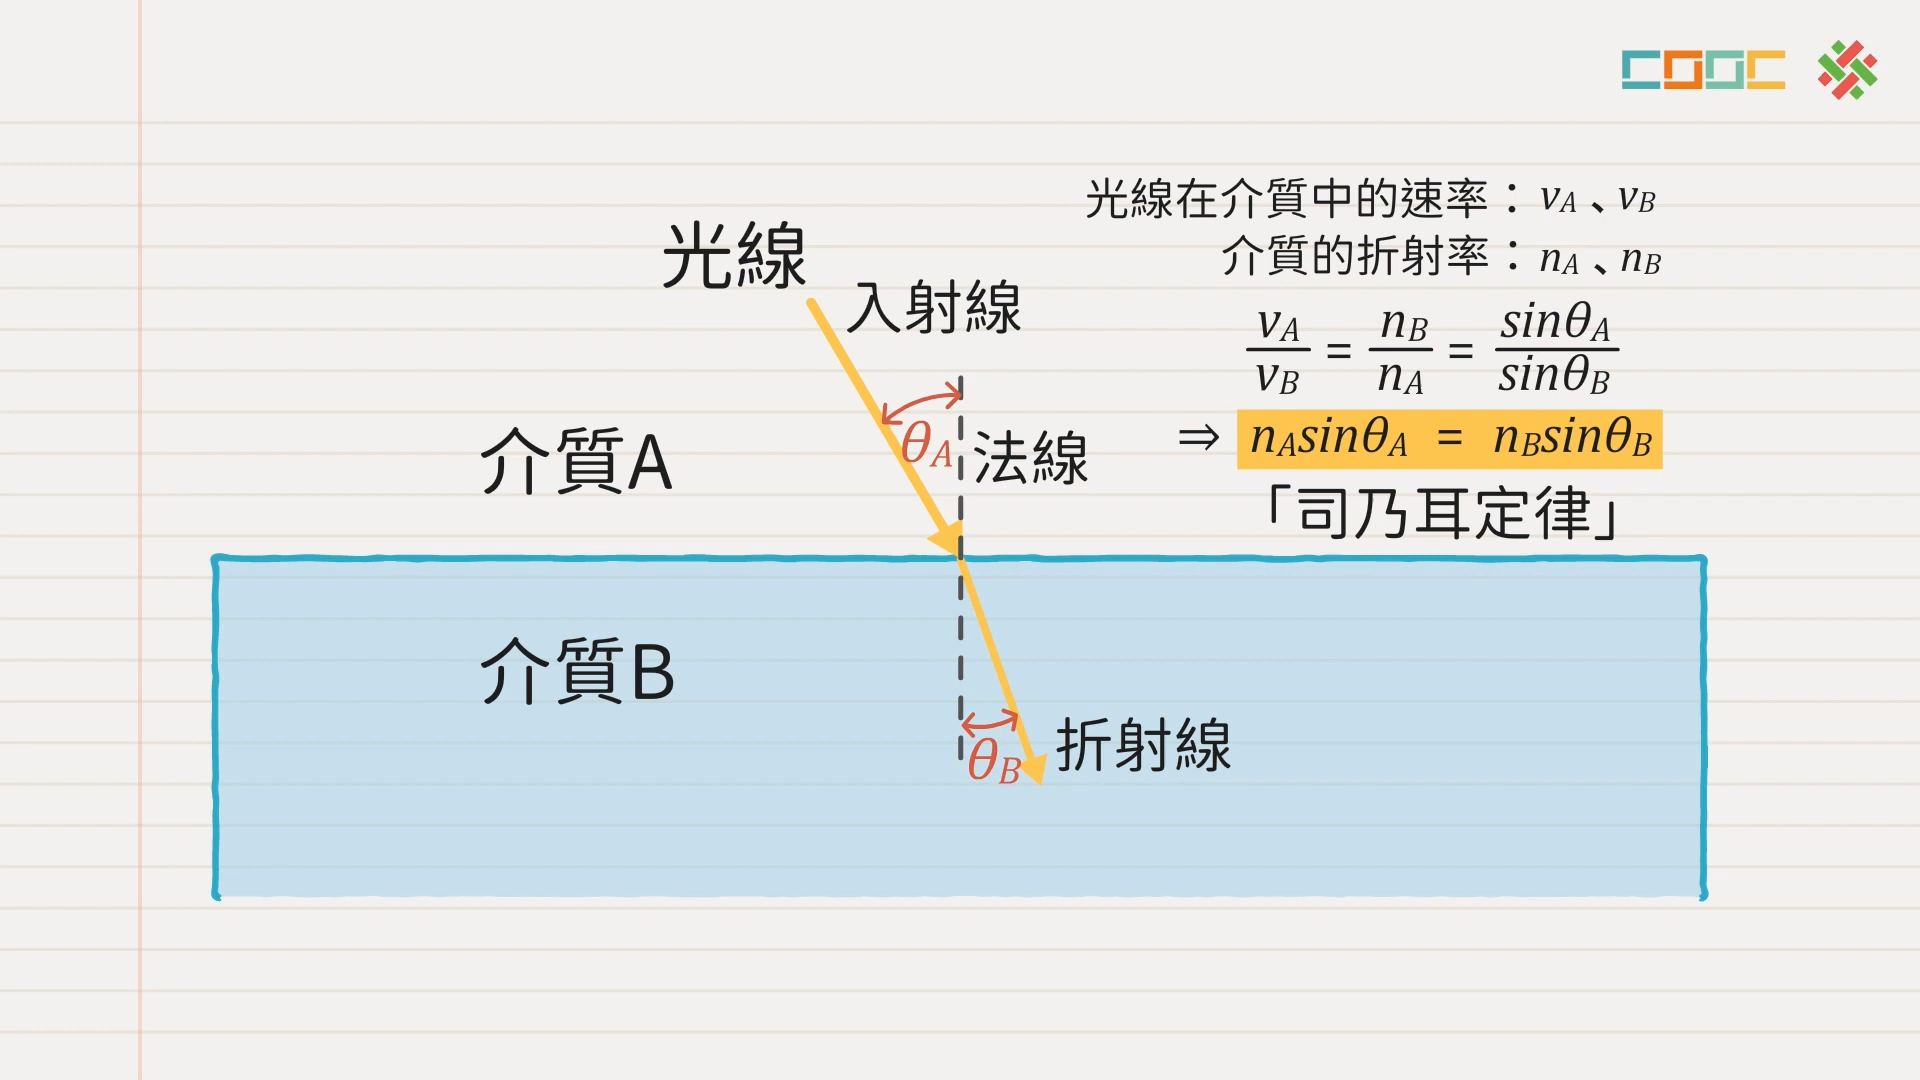 COOC
光線在介質中的速率：vA、vB
介質的折射率：nA、nB
光線
入射線
vA/vB = nB/nA = sinθA/sinθB
⇒ nAsinθA = nBsinθB
「司乃耳定律」
θA
法線
介質A
介質B
θB
折射線